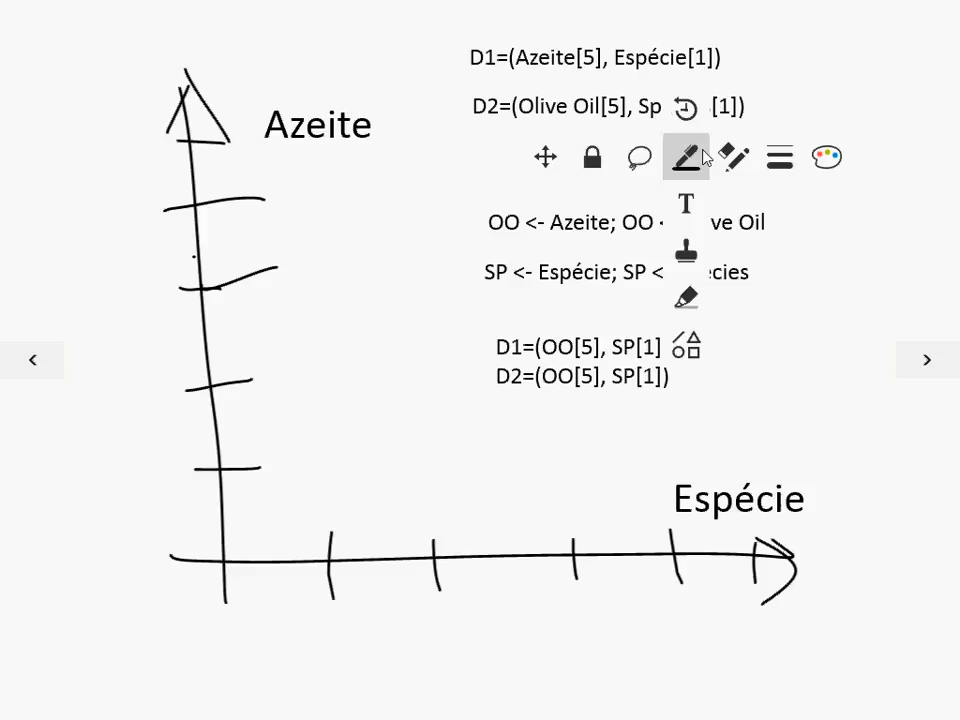 D1=(Azeite[5], Espécie[1])
Azeite
D2=(Olive Oil[5], Sp [1])
T
OO <- Azeite; OO ve Oil
SP <- Espécie; SP < cies
D1=(OO[5], SP[1]
D2=(OO[5], SP[1])
Espécie